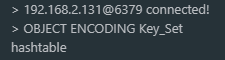 > 192.168.2.131@6379 connected!
> OBJECT ENCODING Key_Set
hashtable